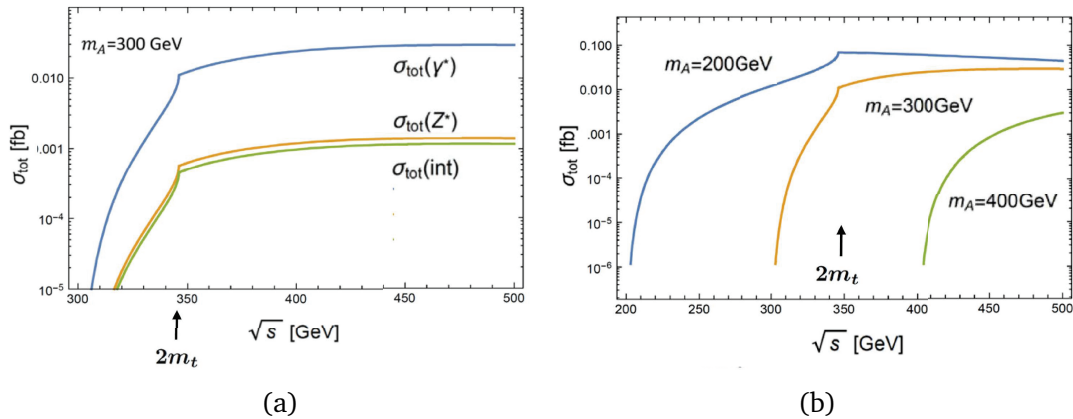 m_A=300 GeV
σ_tot(γ*)
σ_tot(Z*)
σ_tot(int)
σ_tot [fb]
0.010
0.001
10⁻⁴
10⁻⁵
300 350 400 450 500
√s [GeV]
2m_t
(a)
m_A=200GeV
m_A=300GeV
m_A=400GeV
σ_tot [fb]
0.100
0.010
0.001
10⁻⁴
10⁻⁵
10⁻⁶
200 250 300 350 400 450 500
√s [GeV]
2m_t
(b)